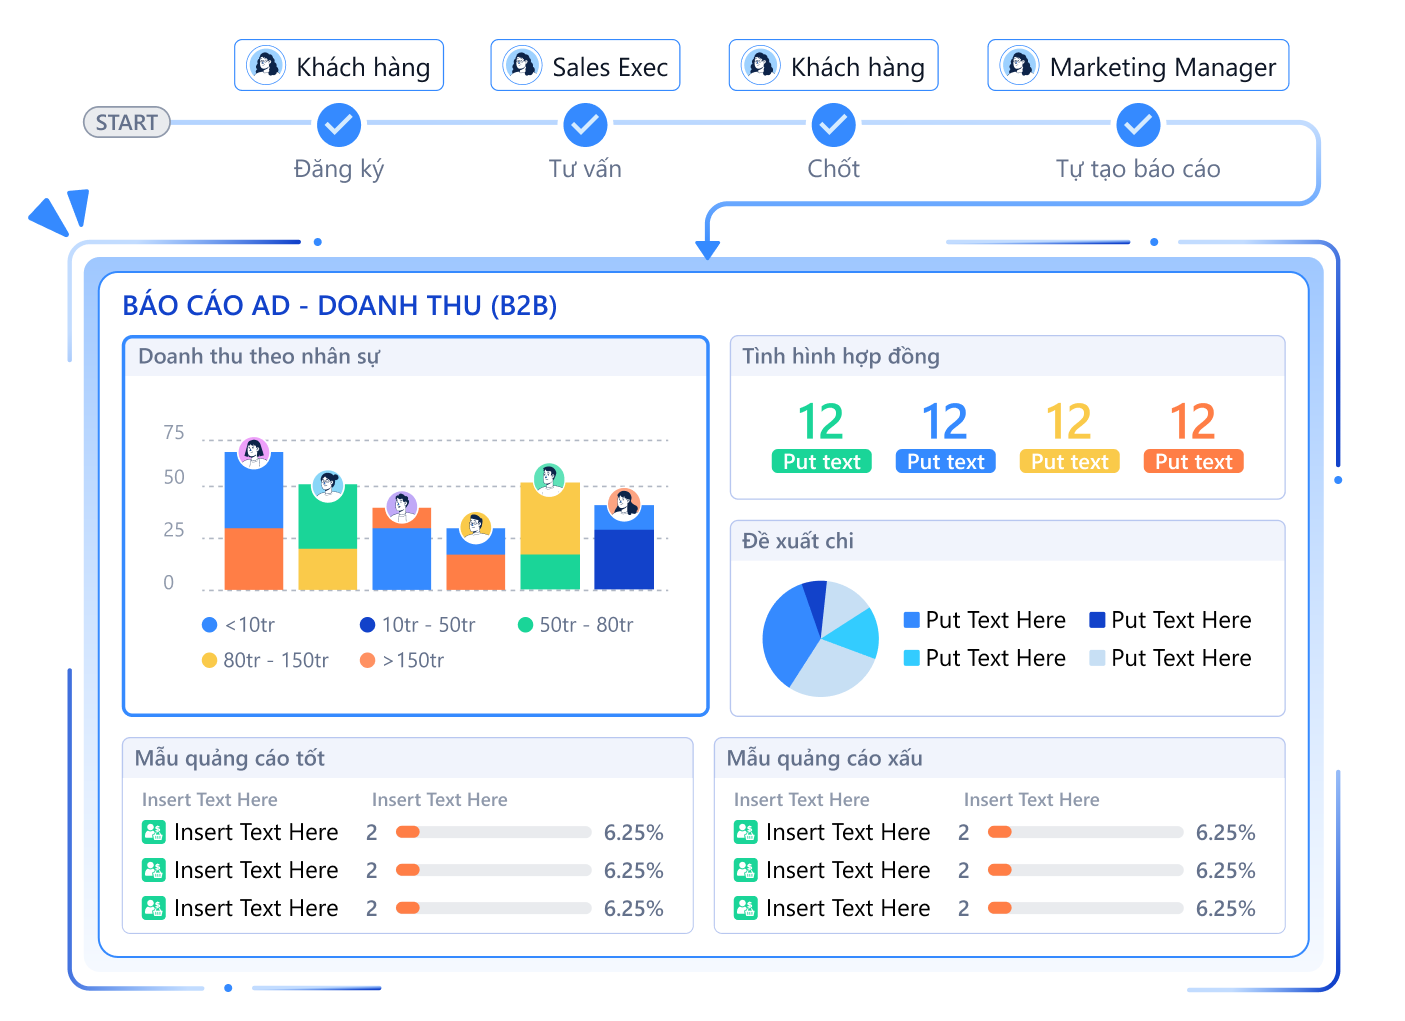 Khách hàng
Sales Exec
Khách hàng
Marketing Manager
START
Đăng ký
Tư vấn
Chốt
Tự tạo báo cáo
BÁO CÁO AD - DOANH THU (B2B)
Doanh thu theo nhân sự
75
50
25
0
<10tr
10tr - 50tr
50tr - 80tr
80tr - 150tr
>150tr
Tình hình hợp đồng
12
12
12
12
Put text
Put text
Put text
Put text
Đề xuất chi
Put Text Here
Put Text Here
Put Text Here
Put Text Here
Mẫu quảng cáo tốt
Insert Text Here Insert Text Here
Insert Text Here 2 6.25%
Insert Text Here 2 6.25%
Insert Text Here 2 6.25%
Mẫu quảng cáo xấu
Insert Text Here Insert Text Here
Insert Text Here 2 6.25%
Insert Text Here 2 6.25%
Insert Text Here 2 6.25%